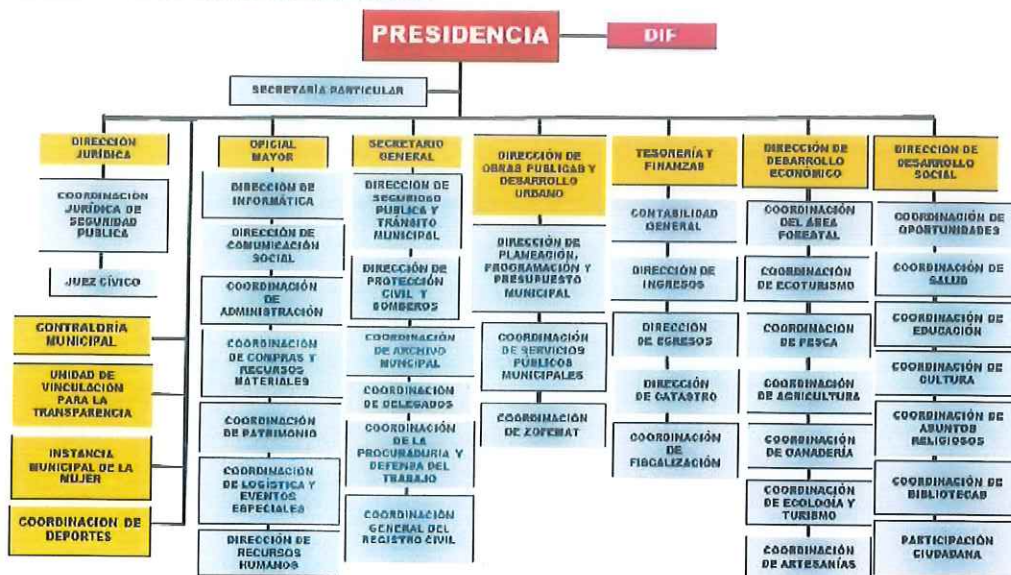 PRESIDENCIA
DIF
SECRETARÍA PARTICULAR
DIRECCIÓN
JURÍDICA
COORDINACIÓN
JURÍDICA DE
SEGURIDAD
PUBLICA
JUEZ CÍVICO
CONTRALORÍA
MUNICIPAL
UNIDAD DE
VINCULACIÓN
PARA LA
TRANSPARENCIA
INSTANCIA
MUNICIPAL DE LA
MUJER
COORDINACION DE
DEPORTES
OFICIAL
MAYOR
DIRECCIÓN DE
INFORMÁTICA
DIRECCIÓN DE
COMUNICACIÓN
SOCIAL
COORDINACIÓN
DE
ADMINISTRACIÓN
COORDINACIÓN
DE COMPRAS Y
RECURSOS
MATERIALES
COORDINACIÓN
DE PATRIMONIO
COORDINACIÓN
DE LOGÍSTICA Y
EVENTOS
ESPECIALES
DIRECCIÓN DE
RECURSOS
HUMANOS
SECRETARIO
GENERAL
DIRECCIÓN DE
SEGURIDAD
PUBLICA Y
TRÁNSITO
MUNICIPAL
DIRECCIÓN DE
PROTECCIÓN
CIVIL Y
BOMBEROS
COORDINACIÓN
DE ARCHIVO
MUNCIPAL
COORDINACIÓN
DE DELEGADOS
COORDINACIÓN
DE LA
PROCURADURIA Y
DEFENSA DEL
TRABAJO
COORDINACIÓN
GENERAL DEL
REGISTRO CIVIL
DIRECCIÓN DE
OBRAS PUBLICAS Y
DESARROLLO
URBANO
DIRECCIÓN DE
PLANEACIÓN,
PROGRAMACIÓN Y
PRESUPUESTO
MUNICIPAL
COORDINACIÓN
DE SERVICIOS
PÚBLICOS
MUNICIPALES
COORDINACIÓN
DE ZOFEMAT
TESORERÍA Y
FINANZAS
CONTABILIDAD
GENERAL
DIRECCIÓN DE
INGRESOS
DIRECCIÓN
DE EGRESOS
DIRECCIÓN
DE CATASTRO
COORDINACIÓN
DE
FISCALIZACIÓN
DIRECCIÓN DE
DESARROLLO
ECONÓMICO
COORDINACIÓN
DEL AREA
FORESTAL
COORDINACIÓN
DE ECOTURISMO
COORDINACIÓN
DE PESCA
COORDINACIÓN
DE AGRICULTURA
COORDINACIÓN
DE GANADERÍA
COORDINACIÓN
DE ECOLOGÍA Y
TURISMO
COORDINACIÓN
DE ARTESANÍAS
DIRECCIÓN DE
DESARROLLO
SOCIAL
COORDINACIÓN DE
OPORTUNIDADES
COORDINACIÓN DE
SALUD
COORDINACIÓN DE
EDUCACIÓN
COORDINACIÓN DE
CULTURA
COORDINACIÓN DE
ASUNTOS
RELIGIOSOS
COORDINACIÓN DE
BIBLIOTECAS
PARTICIPACIÓN
CIUDADANA